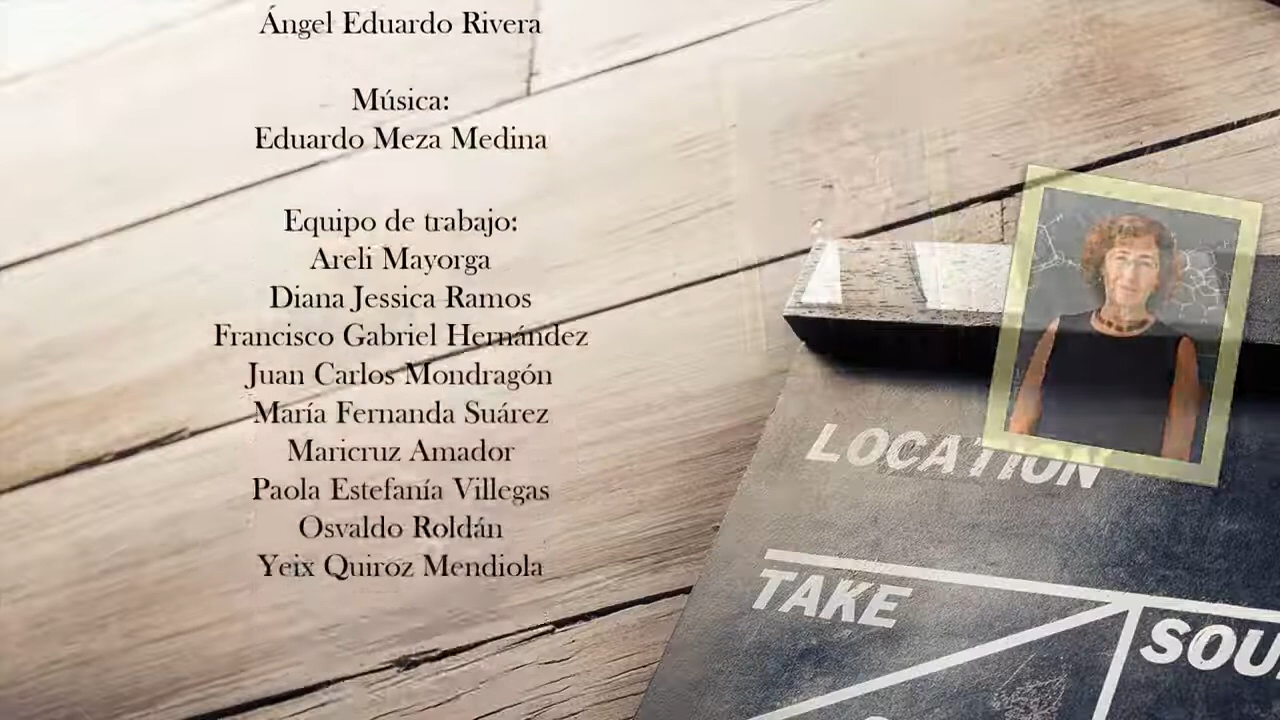 Ángel Eduardo Rivera
Música:
Eduardo Meza Medina
Equipo de trabajo:
Areli Mayorga
Diana Jessica Ramos
Francisco Gabriel Hernández
Juan Carlos Mondragón
María Fernanda Suárez
Maricruz Amador
Paola Estefanía Villegas
Osvaldo Roldán
Yeix Quiroz Mendiola
LOCATION
TAKE
SOU